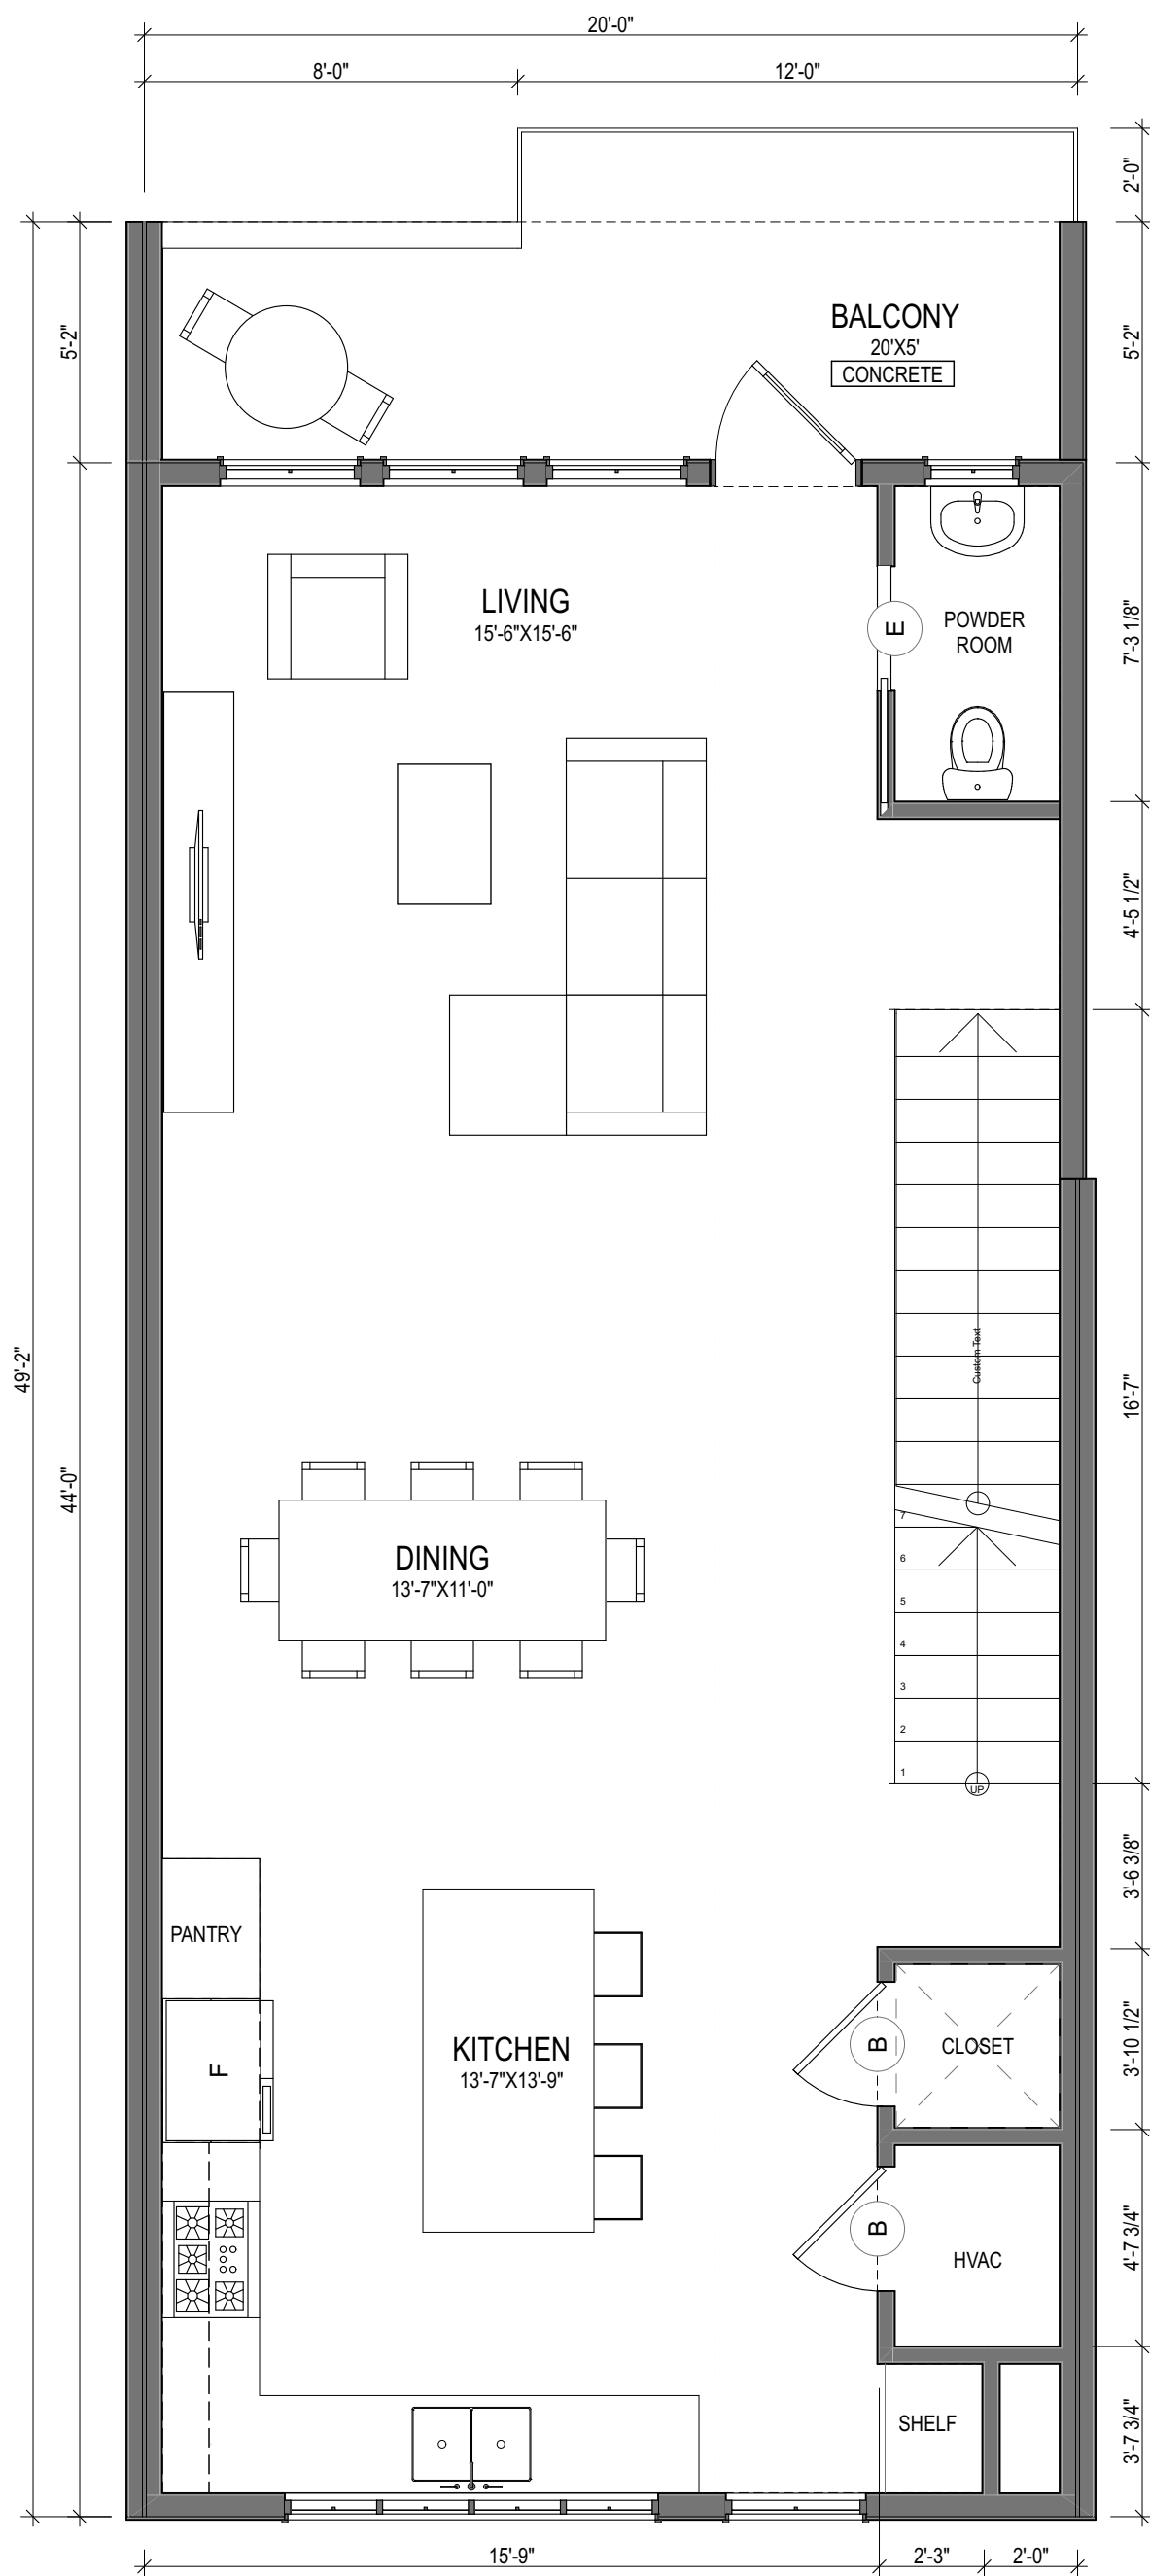 20'-0"
8'-0"
12'-0"
2'-0"
5'-2"
5'-2"
BALCONY
20'X5'
CONCRETE
LIVING
15'-6"X15'-6"
E
POWDER
ROOM
7'-3 1/8"
4'-5 1/2"
49'-2"
44'-0"
Custom Text
16'-7"
DINING
13'-7"X11'-0"
7
6
5
4
3
2
1
UP
3'-6 3/8"
PANTRY
F
KITCHEN
13'-7"X13'-9"
B
CLOSET
3'-10 1/2"
B
HVAC
4'-7 3/4"
SHELF
3'-7 3/4"
15'-9"
2'-3"
2'-0"